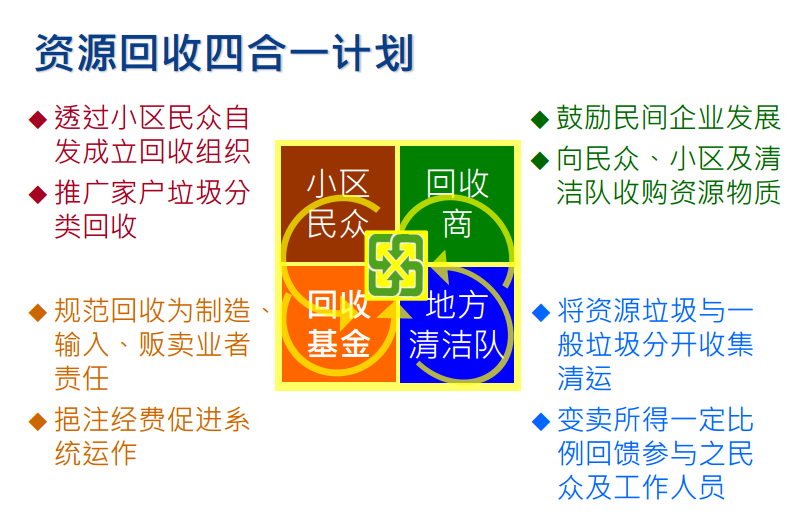 资源回收四合一计划
◆ 透过小区民众自
发成立回收组织
◆ 推广家户垃圾分
类回收
◆ 鼓励民间企业发展
◆ 向民众、小区及清
洁队收购资源物质
小区
民众
回收
商
回收
基金
地方
清洁队
◆ 规范回收为制造、
输入、贩卖业者
责任
◆ 挹注经费促进系
统运作
◆ 将资源垃圾与一
般垃圾分开收集
清运
◆ 变卖所得一定比
例回馈参与之民
众及工作人员